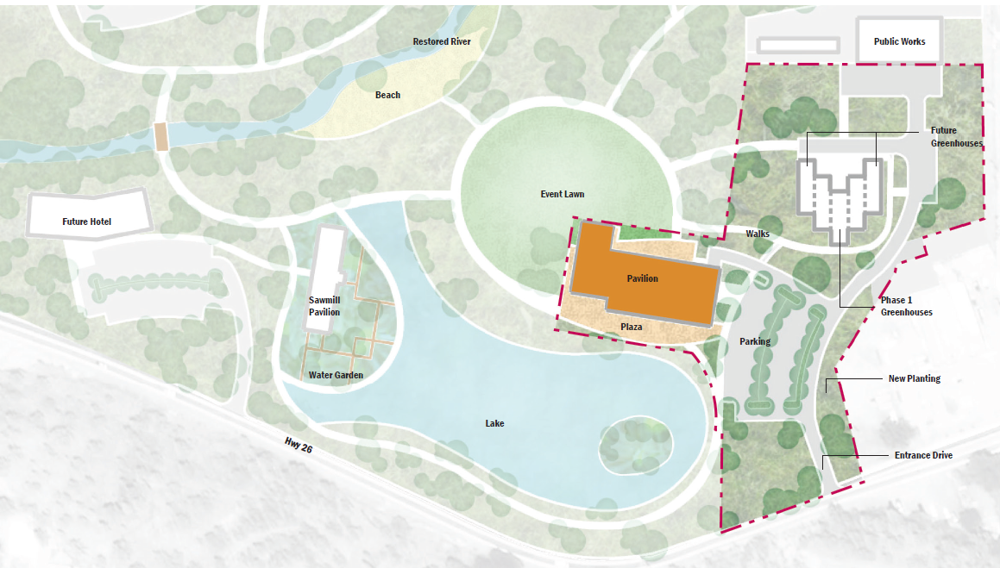 Restored River
Public Works
Beach
Future
Greenhouses
Event Lawn
Future Hotel
Walks
Pavilion
Sawmill
Pavilion
Phase 1
Greenhouses
Plaza
Parking
Water Garden
New Planting
Lake
Hwy 26
Entrance Drive